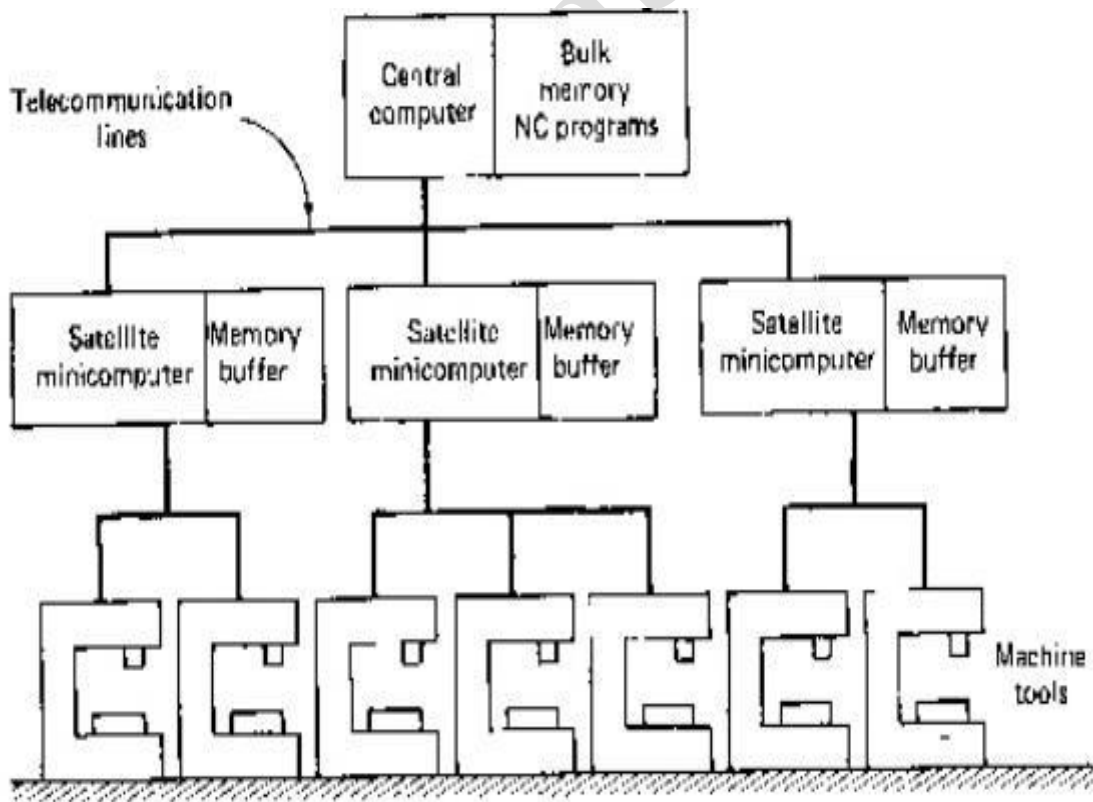 Central
computer
Bulk
memory
NC programs
Telecommunication
lines
Satellite
minicomputer
Memory
buffer
Satellite
minicomputer
Memory
buffer
Satellite
minicomputer
Memory
buffer
Machine
tools